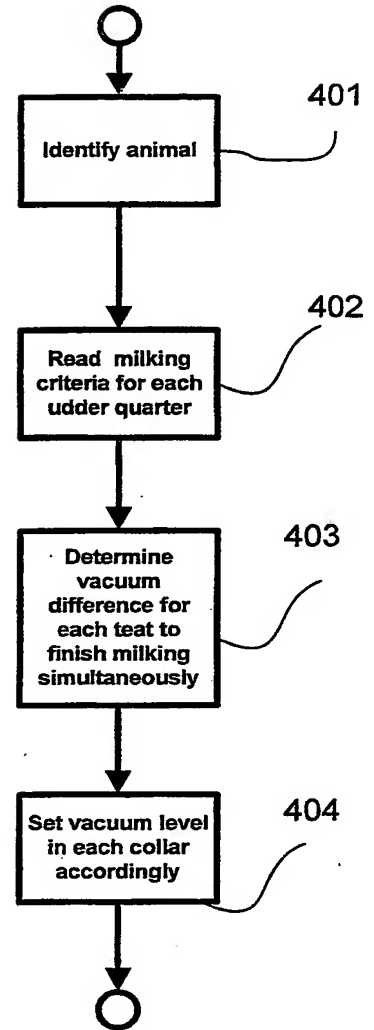 401
Identify animal
402
Read milking
criteria for each
udder quarter
403
Determine
vacuum
difference for
each teat to
finish milking
simultaneously
404
Set vacuum level
in each collar
accordingly